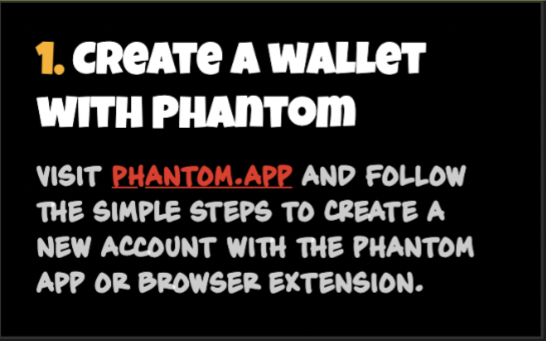 1. Create a wallet
with Phantom
VISIT PHANTOM.APP AND FOLLOW
THE SIMPLE STEPS TO CREATE A
NEW ACCOUNT WITH THE PHANTOM
APP OR BROWSER EXTENSION.